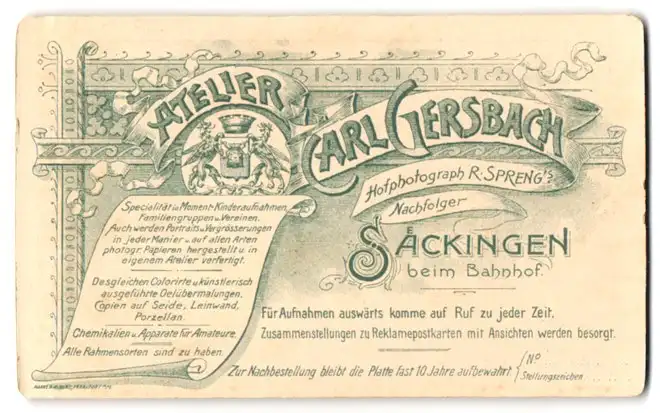 ATELIER
CARL GERSBACH
Hofphotograph R. SPRENG'S
Nachfolger
SÄCKINGEN
beim Bahnhof.
Specialität in Moment-Kinderaufnahmen,
Familiengruppen u. Vereinen.
Auch werden Portraits u. Vergrösserungen
in jeder Manier u. auf allen Arten
photogr. Papieren hergestellt u. in
eigenem Atelier verfertigt.
Desgleichen Colorirte u. künstlerisch
ausgeführte Oelübermalungen.
Copien auf Seide, Leinwand,
Porzellan.
Chemikalien u. Apparate für Amateure.
Alle Rahmensorten sind zu haben.
Für Aufnahmen auswärts komme auf Ruf zu jeder Zeit.
Zusammenstellungen zu Reklamepostkarten mit Ansichten werden besorgt.
Zur Nachbestellung bleibt die Platte fast 10 Jahre aufbewahrt
No
Stellungszeichen